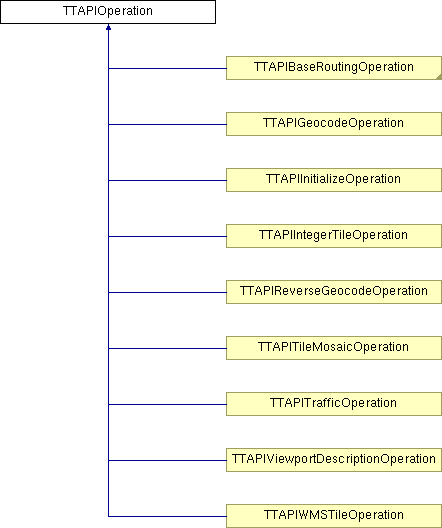 TTAPIOperation
TTAPIBaseRoutingOperation
TTAPIGeocodeOperation
TTAPIInitializeOperation
TTAPIIntegerTileOperation
TTAPIReverseGeocodeOperation
TTAPITileMosaicOperation
TTAPITrafficOperation
TTAPIViewportDescriptionOperation
TTAPIWMSTileOperation